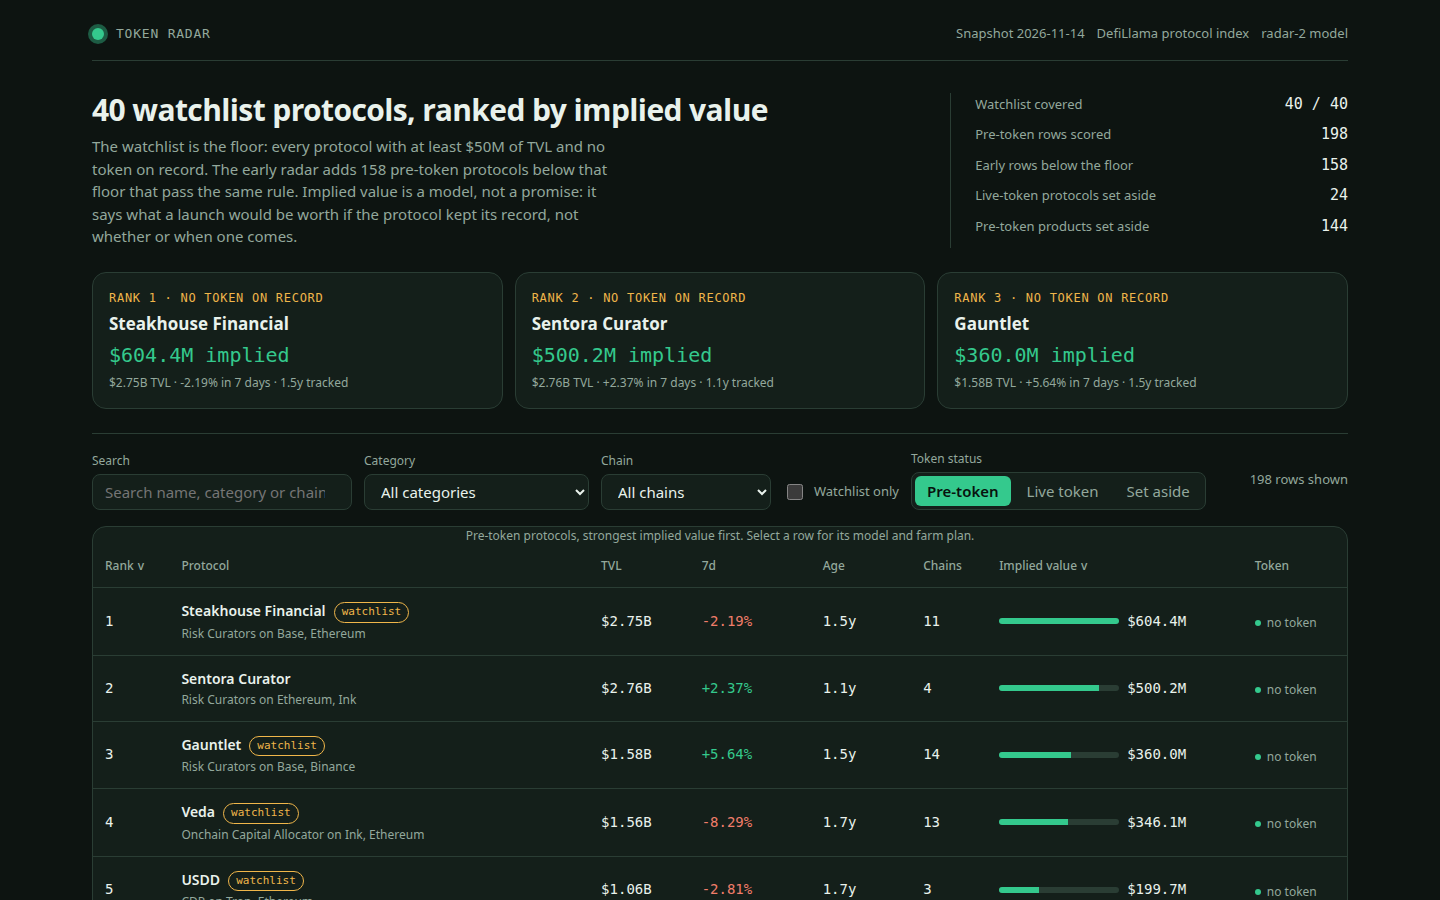 TOKEN RADAR
Snapshot 2026-11-14 DefiLlama protocol index radar-2 model
40 watchlist protocols, ranked by implied value
The watchlist is the floor: every protocol with at least $50M of TVL and no
token on record. The early radar adds 158 pre-token protocols below that
floor that pass the same rule. Implied value is a model, not a promise: it
says what a launch would be worth if the protocol kept its record, not
whether or when one comes.
Watchlist covered 40 / 40
Pre-token rows scored 198
Early rows below the floor 158
Live-token protocols set aside 24
Pre-token products set aside 144
RANK 1 · NO TOKEN ON RECORD
Steakhouse Financial
$604.4M implied
$2.75B TVL · -2.19% in 7 days · 1.5y tracked
RANK 2 · NO TOKEN ON RECORD
Sentora Curator
$500.2M implied
$2.76B TVL · +2.37% in 7 days · 1.1y tracked
RANK 3 · NO TOKEN ON RECORD
Gauntlet
$360.0M implied
$1.58B TVL · +5.64% in 7 days · 1.5y tracked
Search
Search name, category or chain
Category
All categories
Chain
All chains
Watchlist only
Token status
Pre-token Live token Set aside
198 rows shown
Pre-token protocols, strongest implied value first. Select a row for its model and farm plan.
Rank v Protocol TVL 7d Age Chains Implied value v Token
1 Steakhouse Financial watchlist $2.75B -2.19% 1.5y 11 $604.4M no token
Risk Curators on Base, Ethereum
2 Sentora Curator $2.76B +2.37% 1.1y 4 $500.2M no token
Risk Curators on Ethereum, Ink
3 Gauntlet watchlist $1.58B +5.64% 1.5y 14 $360.0M no token
Risk Curators on Base, Binance
4 Veda watchlist $1.56B -8.29% 1.7y 13 $346.1M no token
Onchain Capital Allocator on Ink, Ethereum
5 USDD watchlist $1.06B -2.81% 1.7y 3 $199.7M no token
CDP on Tron, Ethereum